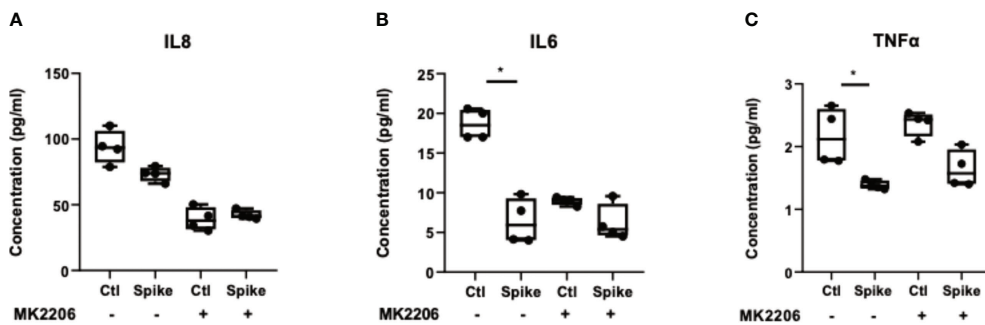 A
IL8
Concentration (pg/ml)
150
100
50
0
Ctl Spike Ctl Spike
MK2206 - - + +
B
IL6
Concentration (pg/ml)
25
20
15
10
5
0
*
Ctl Spike Ctl Spike
- - + +
C
TNFα
Concentration (pg/ml)
3
2
1
0
*
Ctl Spike Ctl Spike
MK2206 - - + +